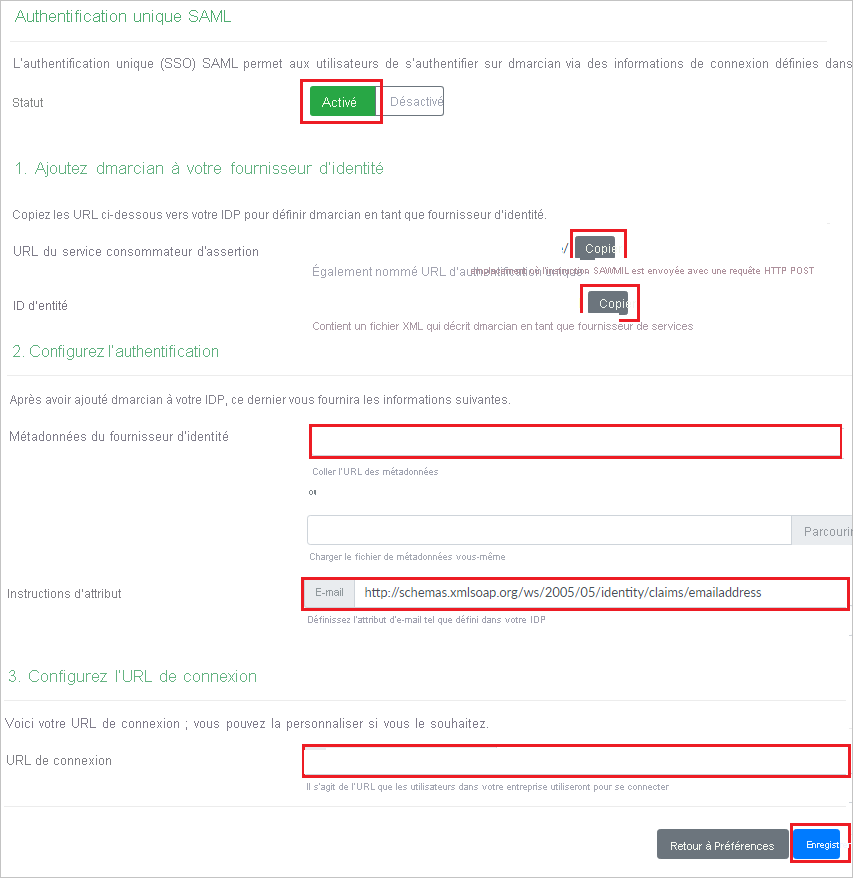 Authentification unique SAML
L'authentification unique (SSO) SAML permet aux utilisateurs de s'authentifier sur dmarcian via des informations de connexion définies dans
Statut
Activé Désactivé
1. Ajoutez dmarcian à votre fournisseur d'identité
Copiez les URL ci-dessous vers votre IDP pour définir dmarcian en tant que fournisseur d'identité.
URL du service consommateur d'assertion / Copie
Également nommé URL d'authentification unique - SAWMIL est envoyée avec une requête HTTP POST
ID d'entité Copie
Contient un fichier XML qui décrit dmarcian en tant que fournisseur de services
2. Configurez l'authentification
Après avoir ajouté dmarcian à votre IDP, ce dernier vous fournira les informations suivantes.
Métadonnées du fournisseur d'identité
Coller l'URL des métadonnées
ou
Parcourir
Charger le fichier de métadonnées vous-même
Instructions d'attribut E-mail http://schemas.xmlsoap.org/ws/2005/05/identity/claims/emailaddress
Définissez l'attribut d'e-mail tel que défini dans votre IDP
3. Configurez l'URL de connexion
Voici votre URL de connexion ; vous pouvez la personnaliser si vous le souhaitez.
URL de connexion
Il s'agit de l'URL que les utilisateurs dans votre entreprise utiliseront pour se connecter
Retour à Préférences Enregistrer